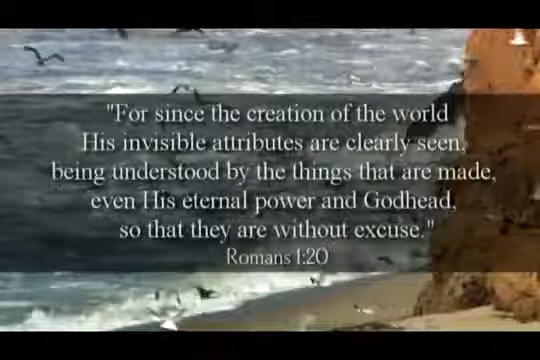 "For since the creation of the world
His invisible attributes are clearly seen,
being understood by the things that are made,
even His eternal power and Godhead,
so that they are without excuse."
Romans 1:20